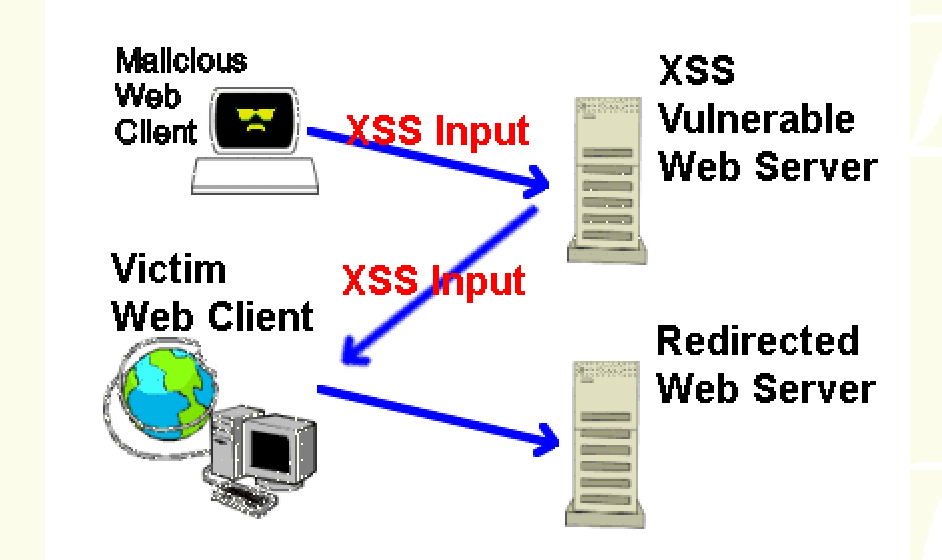 Malicious
Web
Client
XSS Input
XSS
Vulnerable
Web Server
Victim
Web Client
XSS Input
Redirected
Web Server